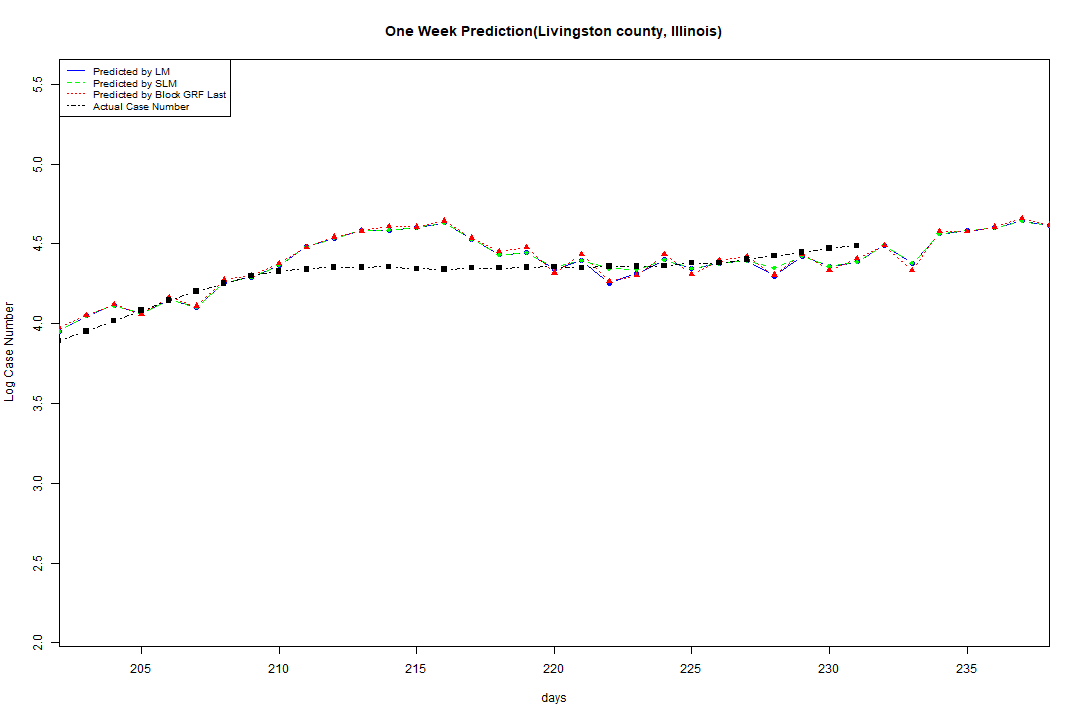 One Week Prediction(Livingston county, Illinois)
Predicted by LM
Predicted by SLM
Predicted by Block GRF Last
Actual Case Number
5.5
5.0
4.5
4.0
3.5
3.0
2.5
2.0
Log Case Number
205 210 215 220 225 230 235
days